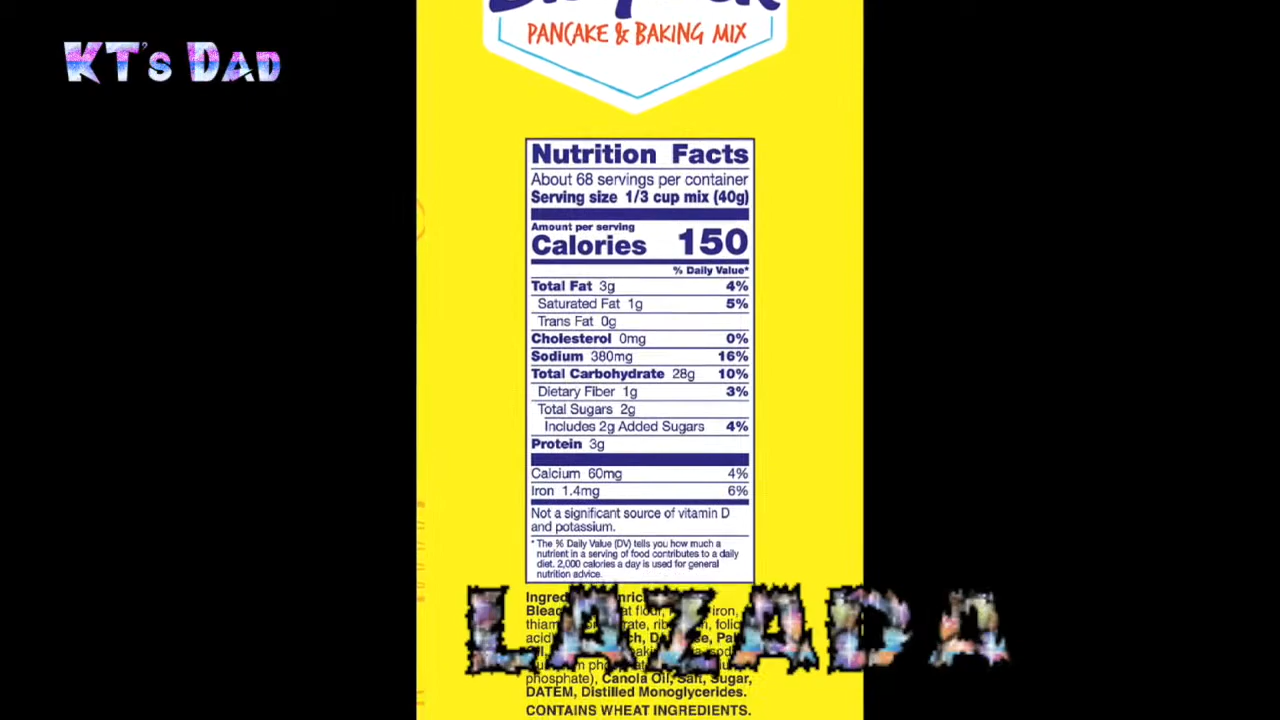 KT's Dad
PANCAKE & BAKING MIX
Nutrition Facts
About 68 servings per container
Serving size 1/3 cup mix (40g)
Amount per serving
Calories 150
% Daily Value*
Total Fat 3g 4%
Saturated Fat 1g 5%
Trans Fat 0g
Cholesterol 0mg 0%
Sodium 380mg 16%
Total Carbohydrate 28g 10%
Dietary Fiber 1g 3%
Total Sugars 2g
Includes 2g Added Sugars 4%
Protein 3g
Calcium 60mg 4%
Iron 1.4mg 6%
Not a significant source of vitamin D
and potassium.
* The % Daily Value (DV) tells you how much a
nutrient in a serving of food contributes to a daily
diet. 2,000 calories a day is used for general
nutrition advice.
LAZADA
iron,
folic
acid
phosphate), Canola Oil, Salt, Sugar,
DATEM, Distilled Monoglycerides.
CONTAINS WHEAT INGREDIENTS.